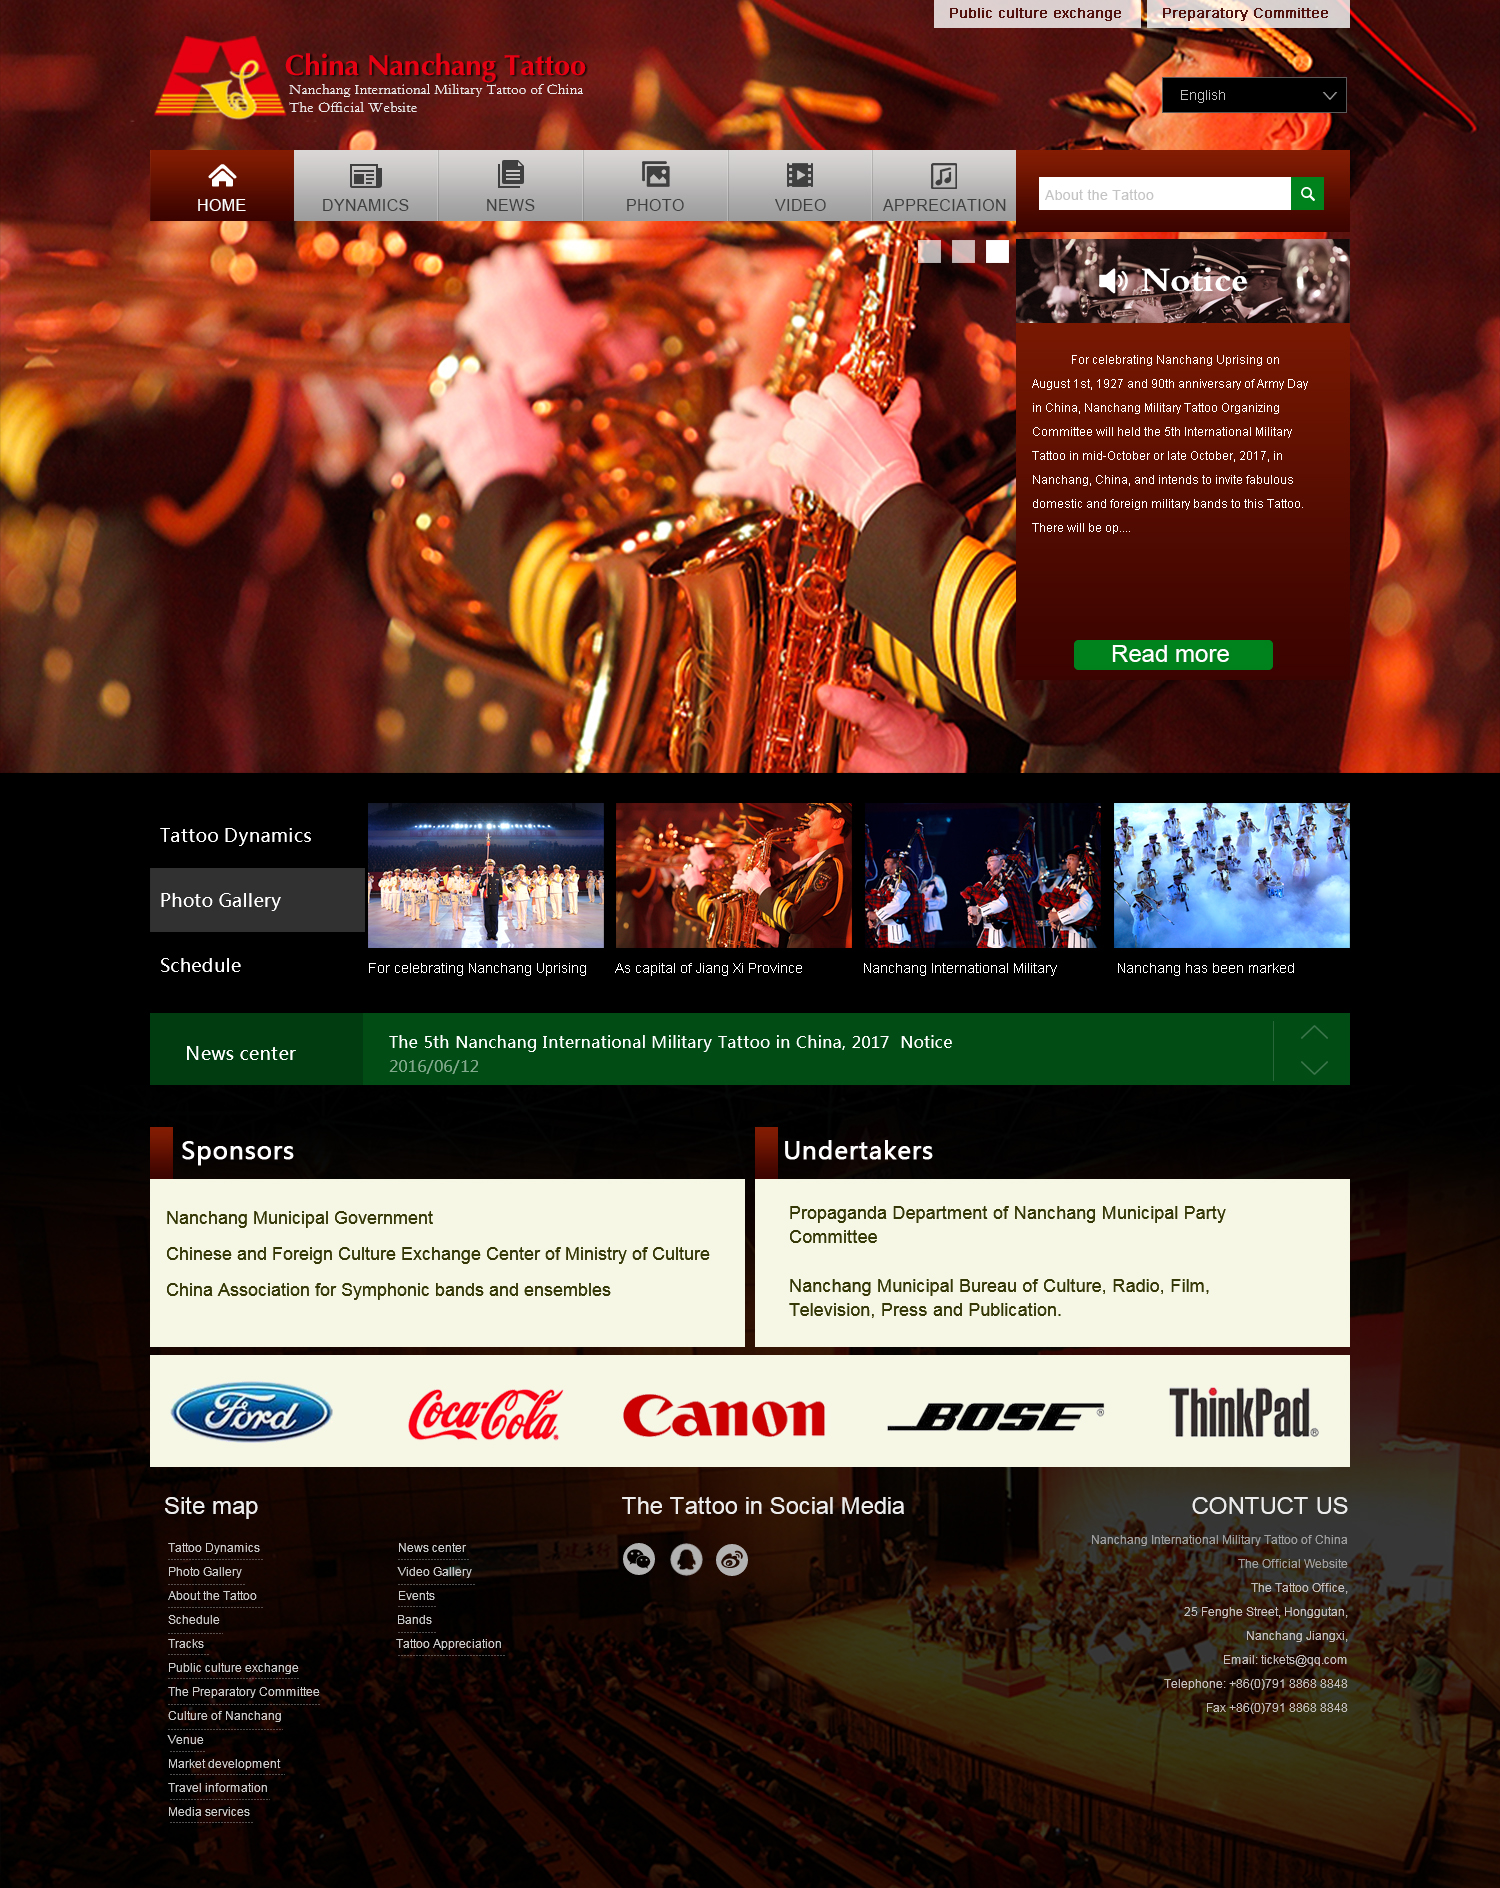 Public culture exchange
Preparatory Committee
China Nanchang Tattoo
Nanchang International Military Tattoo of China
The Official Website
English
HOME
DYNAMICS
NEWS
PHOTO
VIDEO
APPRECIATION
About the Tattoo
Notice
For celebrating Nanchang Uprising on
August 1st, 1927 and 90th anniversary of Army Day
in China, Nanchang Military Tattoo Organizing
Committee will held the 5th International Military
Tattoo in mid-October or late October, 2017, in
Nanchang, China, and intends to invite fabulous
domestic and foreign military bands to this Tattoo.
There will be op....
Read more
Tattoo Dynamics
Photo Gallery
Schedule
For celebrating Nanchang Uprising
As capital of Jiang Xi Province
Nanchang International Military
Nanchang has been marked
News center
The 5th Nanchang International Military Tattoo in China, 2017 Notice
2016/06/12
Sponsors
Nanchang Municipal Government
Chinese and Foreign Culture Exchange Center of Ministry of Culture
China Association for Symphonic bands and ensembles
Undertakers
Propaganda Department of Nanchang Municipal Party
Committee
Nanchang Municipal Bureau of Culture, Radio, Film,
Television, Press and Publication.
Ford
Coca-Cola
Canon
BOSE®
ThinkPad®
Site map
Tattoo Dynamics
Photo Gallery
About the Tattoo
Schedule
Tracks
Public culture exchange
The Preparatory Committee
Culture of Nanchang
Venue
Market development
Travel information
Media services
News center
Video Gallery
Events
Bands
Tattoo Appreciation
The Tattoo in Social Media
CONTUCT US
Nanchang International Military Tattoo of China
The Official Website
The Tattoo Office,
25 Fenghe Street, Honggutan,
Nanchang Jiangxi,
Email: tickets@qq.com
Telephone: +86(0)791 8868 8848
Fax +86(0)791 8868 8848